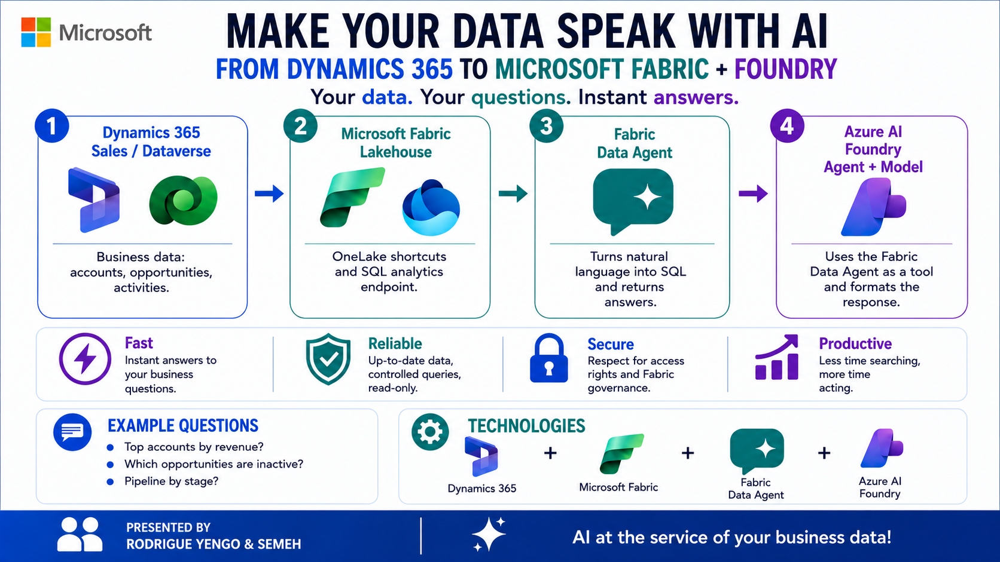 Microsoft
MAKE YOUR DATA SPEAK WITH AI
FROM DYNAMICS 365 TO MICROSOFT FABRIC + FOUNDRY
Your data. Your questions. Instant answers.
1
Dynamics 365
Sales / Dataverse
Business data:
accounts, opportunities,
activities.
2
Microsoft Fabric
Lakehouse
OneLake shortcuts
and SQL analytics
endpoint.
3
Fabric
Data Agent
Turns natural
language into SQL
and returns
answers.
4
Azure AI
Foundry
Agent + Model
Uses the Fabric
Data Agent as a tool
and formats the
response.
Fast
Instant answers to
your business
questions.
Reliable
Up-to-date data,
controlled queries,
read-only.
Secure
Respect for access
rights and Fabric
governance.
Productive
Less time searching,
more time
acting.
EXAMPLE QUESTIONS
Top accounts by revenue?
Which opportunities are inactive?
Pipeline by stage?
TECHNOLOGIES
Dynamics 365
+
Microsoft Fabric
+
Fabric
Data Agent
+
Azure AI
Foundry
PRESENTED BY
RODRIGUE YENGO & SEMEH
AI at the service of your business data!